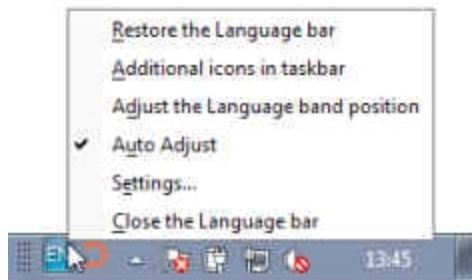 Restore the Language bar
Additional icons in taskbar
Adjust the Language band position
Auto Adjust
Settings...
Close the Language bar
EN
13:45